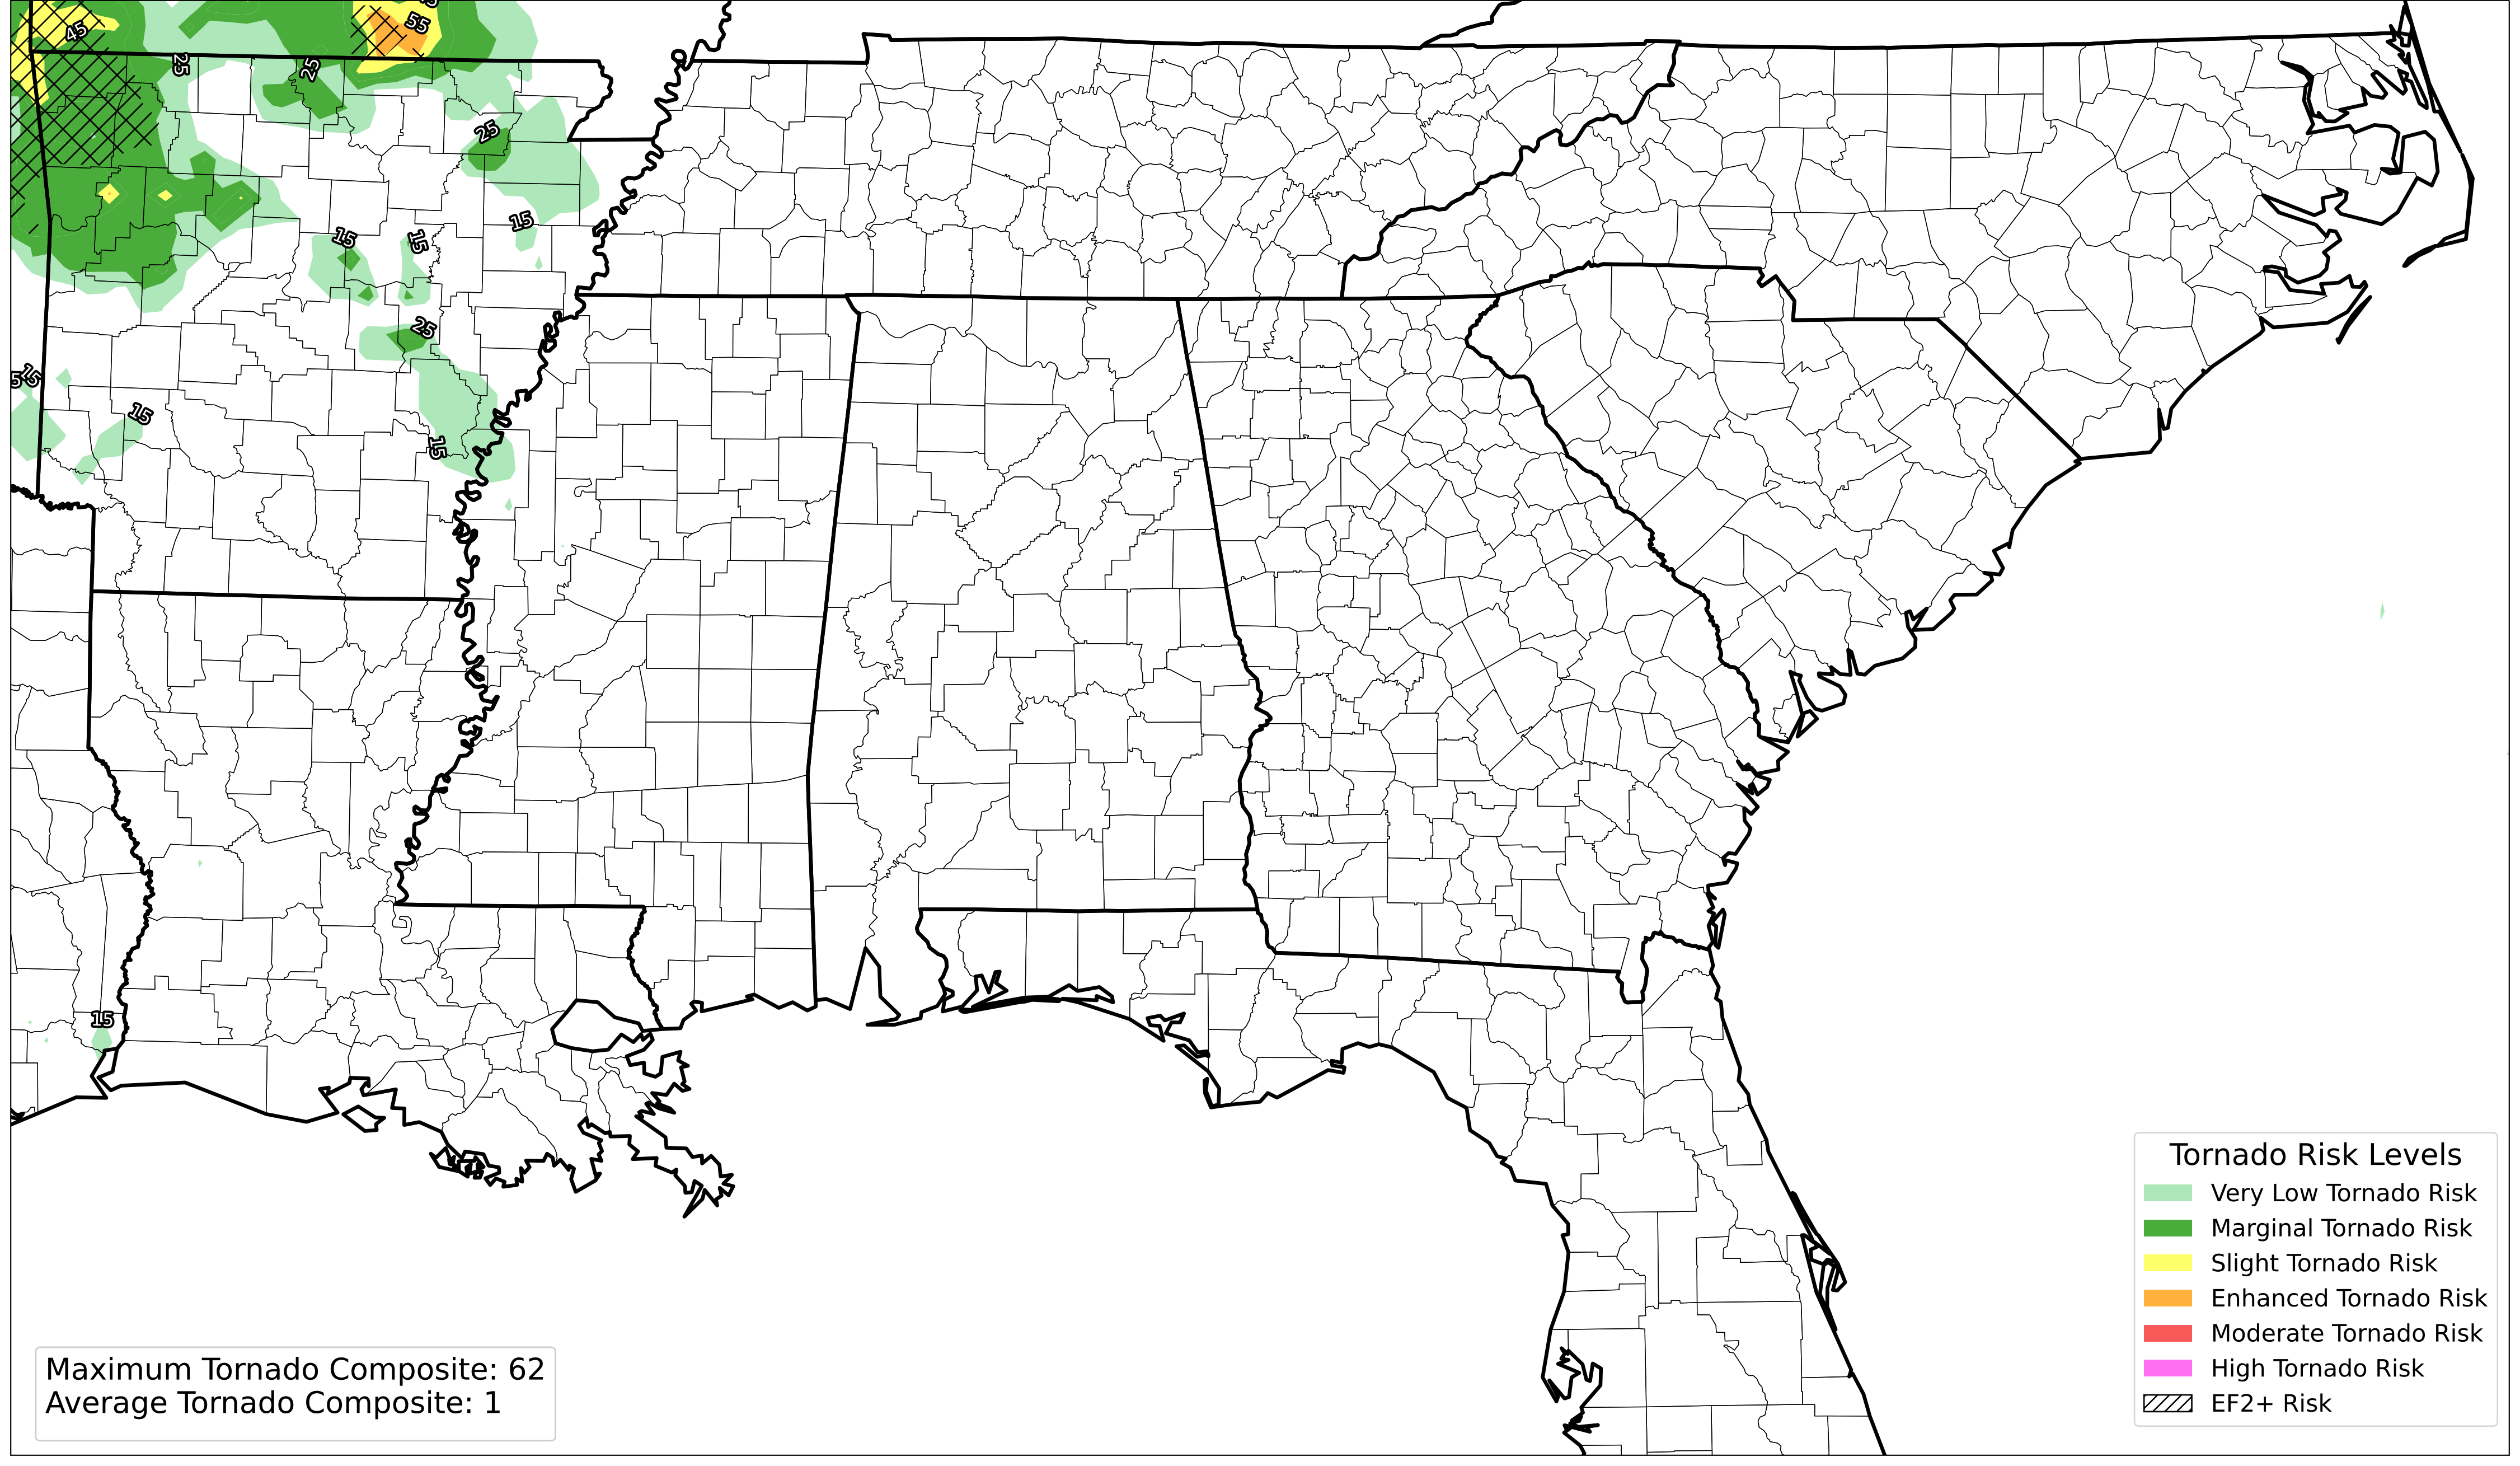 45
55
25
25
25
15
15
15
25
15
15
15
15
Tornado Risk Levels
Very Low Tornado Risk
Marginal Tornado Risk
Slight Tornado Risk
Enhanced Tornado Risk
Moderate Tornado Risk
High Tornado Risk
EF2+ Risk
Maximum Tornado Composite: 62
Average Tornado Composite: 1